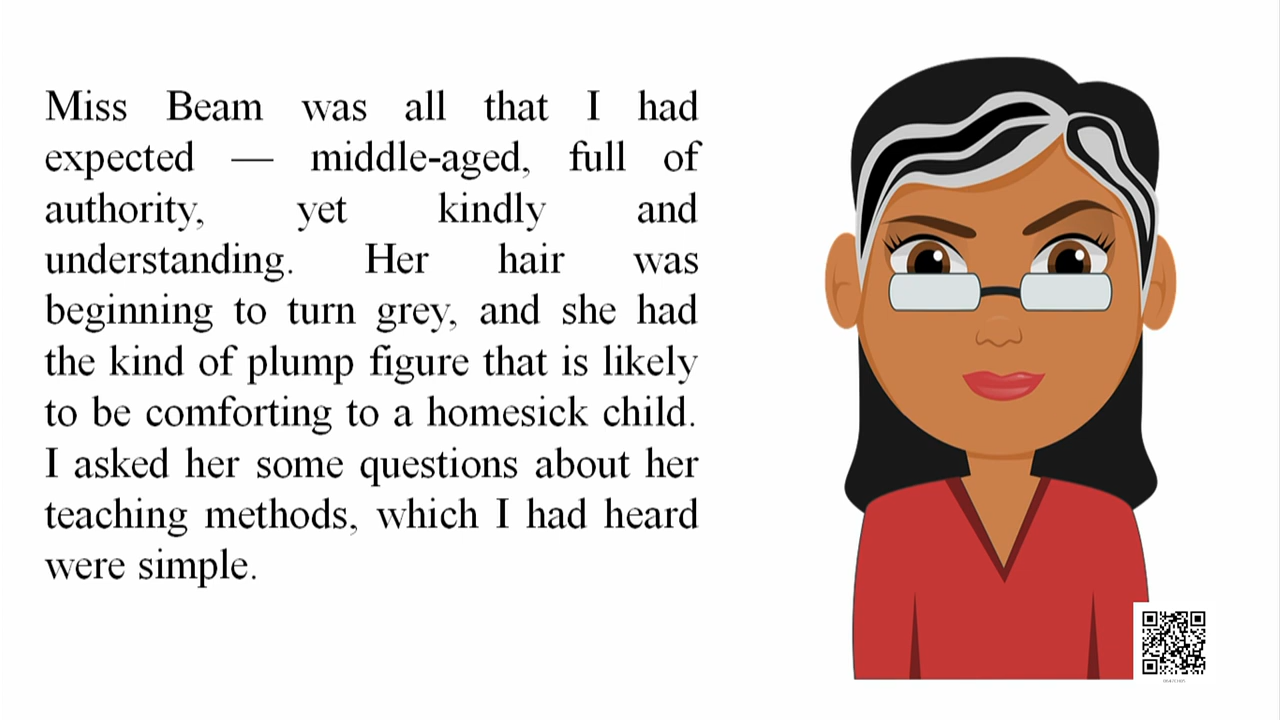 Miss Beam was all that I had
expected — middle-aged, full of
authority, yet kindly and
understanding. Her hair was
beginning to turn grey, and she had
the kind of plump figure that is likely
to be comforting to a homesick child.
I asked her some questions about her
teaching methods, which I had heard
were simple.